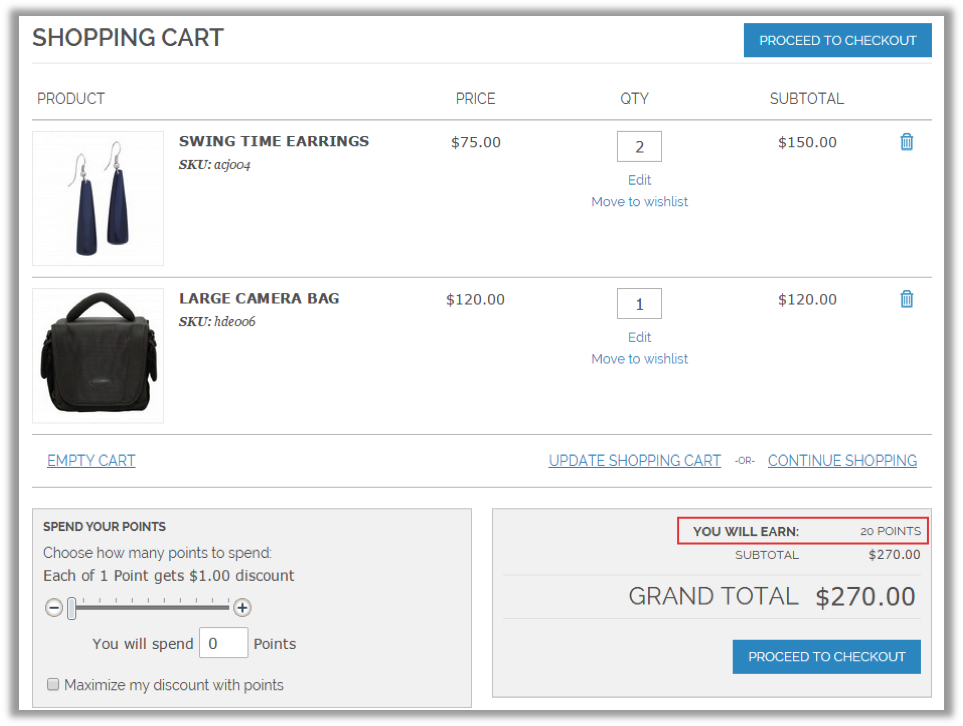 SHOPPING CART
PROCEED TO CHECKOUT
PRODUCT PRICE QTY SUBTOTAL
SWING TIME EARRINGS $75.00 2 $150.00
SKU: acj004
Edit
Move to wishlist
LARGE CAMERA BAG $120.00 1 $120.00
SKU: hde006
Edit
Move to wishlist
EMPTY CART UPDATE SHOPPING CART -OR- CONTINUE SHOPPING
SPEND YOUR POINTS
Choose how many points to spend:
Each of 1 Point gets $1.00 discount
You will spend 0 Points
Maximize my discount with points
YOU WILL EARN: 20 POINTS
SUBTOTAL $270.00
GRAND TOTAL $270.00
PROCEED TO CHECKOUT